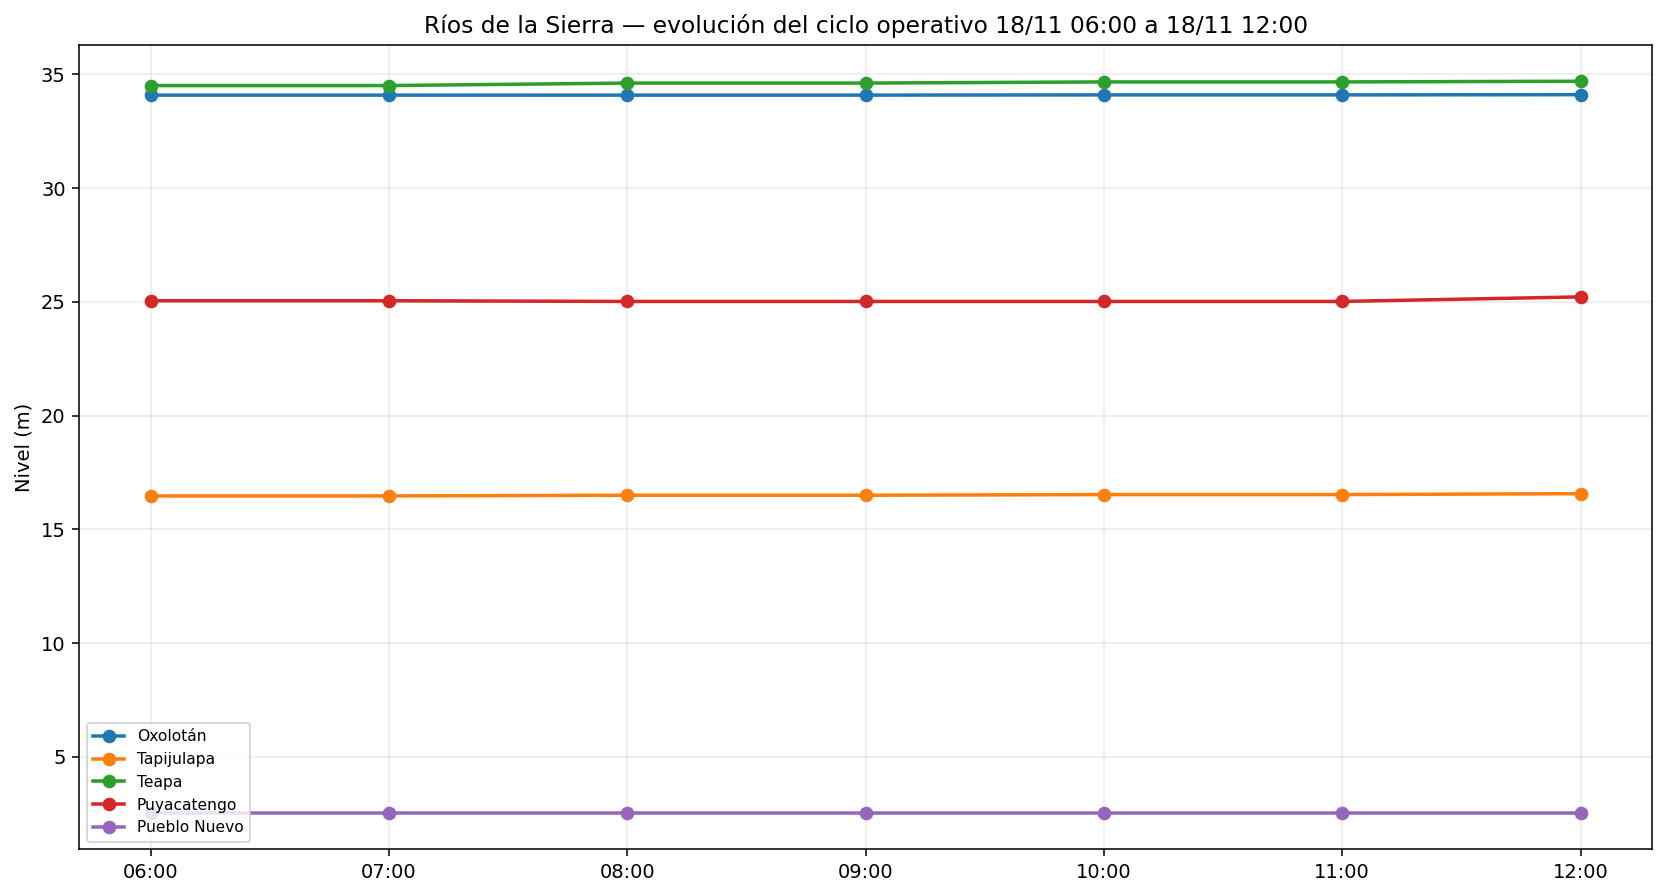 Ríos de la Sierra — evolución del ciclo operativo 18/11 06:00 a 18/11 12:00
Nivel (m)
35
30
25
20
15
10
5
Oxolotán
Tapijulapa
Teapa
Puyacatengo
Pueblo Nuevo
06:00 07:00 08:00 09:00 10:00 11:00 12:00